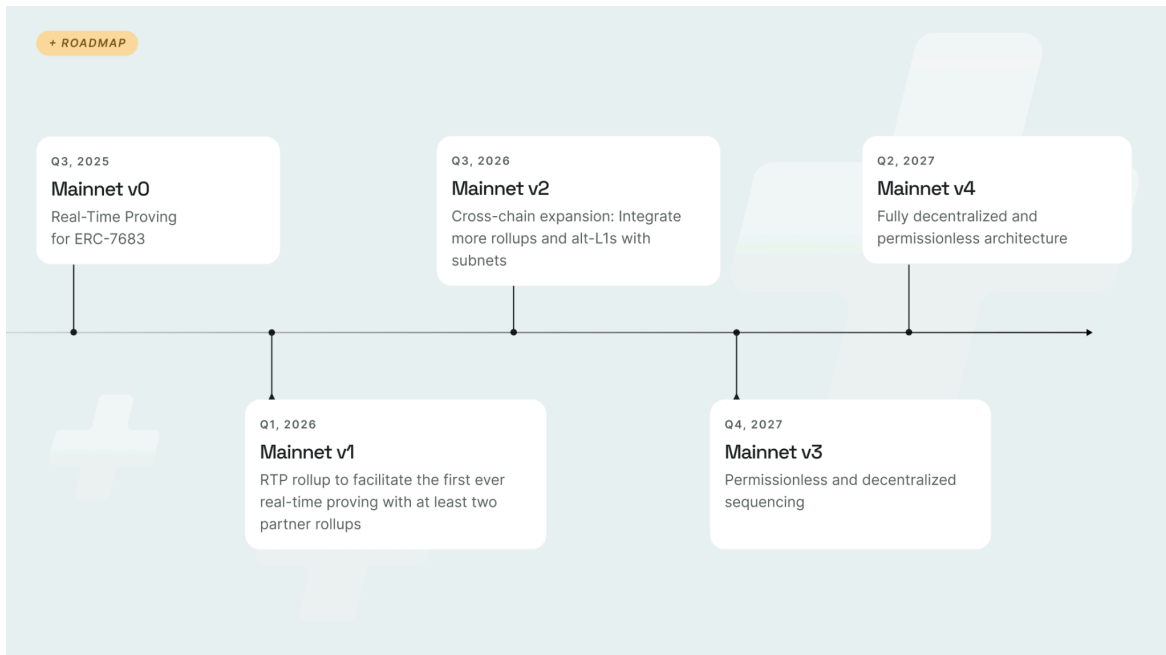 + ROADMAP
Q3, 2025
Mainnet v0
Real-Time Proving
for ERC-7683
Q3, 2026
Mainnet v2
Cross-chain expansion: Integrate
more rollups and alt-L1s with
subnets
Q2, 2027
Mainnet v4
Fully decentralized and
permissionless architecture
Q1, 2026
Mainnet v1
RTP rollup to facilitate the first ever
real-time proving with at least two
partner rollups
Q4, 2027
Mainnet v3
Permissionless and decentralized
sequencing